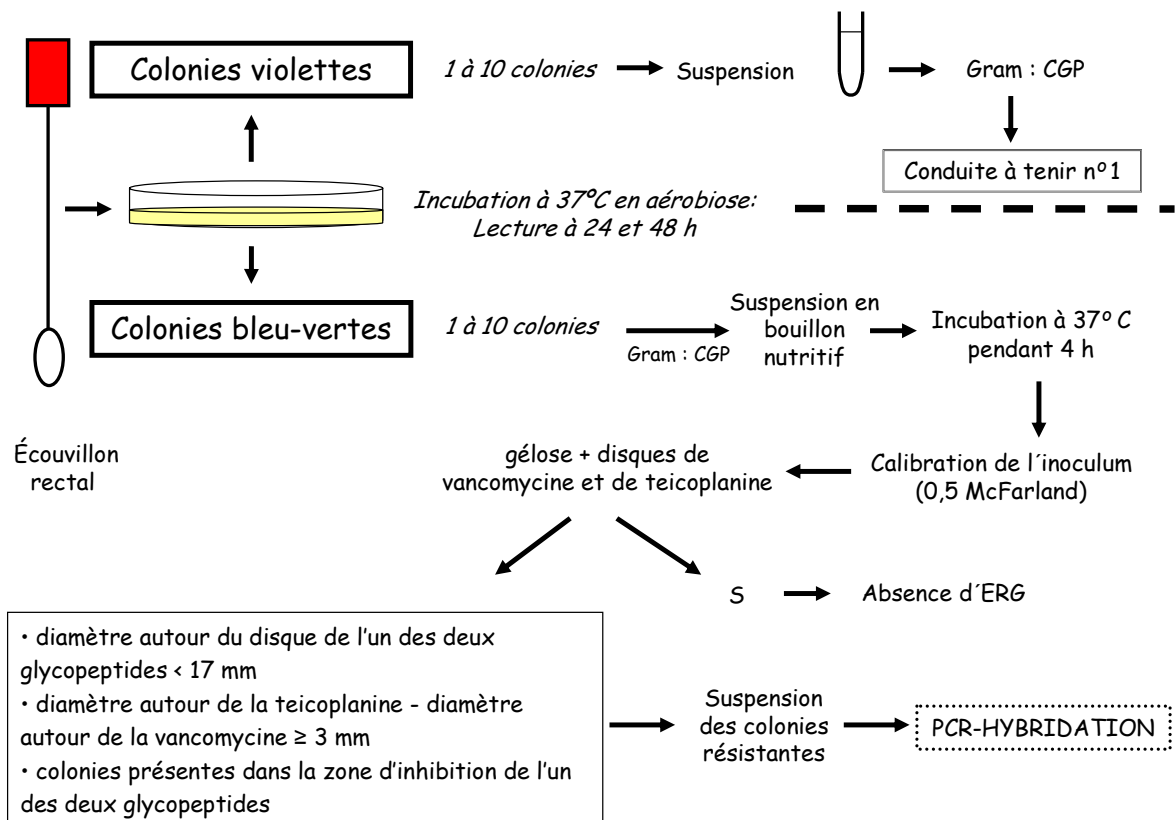 Colonies violettes
1 à 10 colonies
Suspension
Gram : CGP
Conduite à tenir nº1
Incubation à 37ºC en aérobiose:
Lecture à 24 et 48 h
Colonies bleu-vertes
1 à 10 colonies
Gram : CGP
Suspension en
bouillon
nutritif
Incubation à 37º C
pendant 4 h
Écouvillon
rectal
gélose + disques de
vancomycine et de teicoplanine
Calibration de l´inoculum
(0,5 McFarland)
S
Absence d´ERG
• diamètre autour du disque de l'un des deux
glycopeptides < 17 mm
• diamètre autour de la teicoplanine - diamètre
autour de la vancomycine ≥ 3 mm
• colonies présentes dans la zone d'inhibition de l'un
des deux glycopeptides
Suspension
des colonies
résistantes
PCR-HYBRIDATION